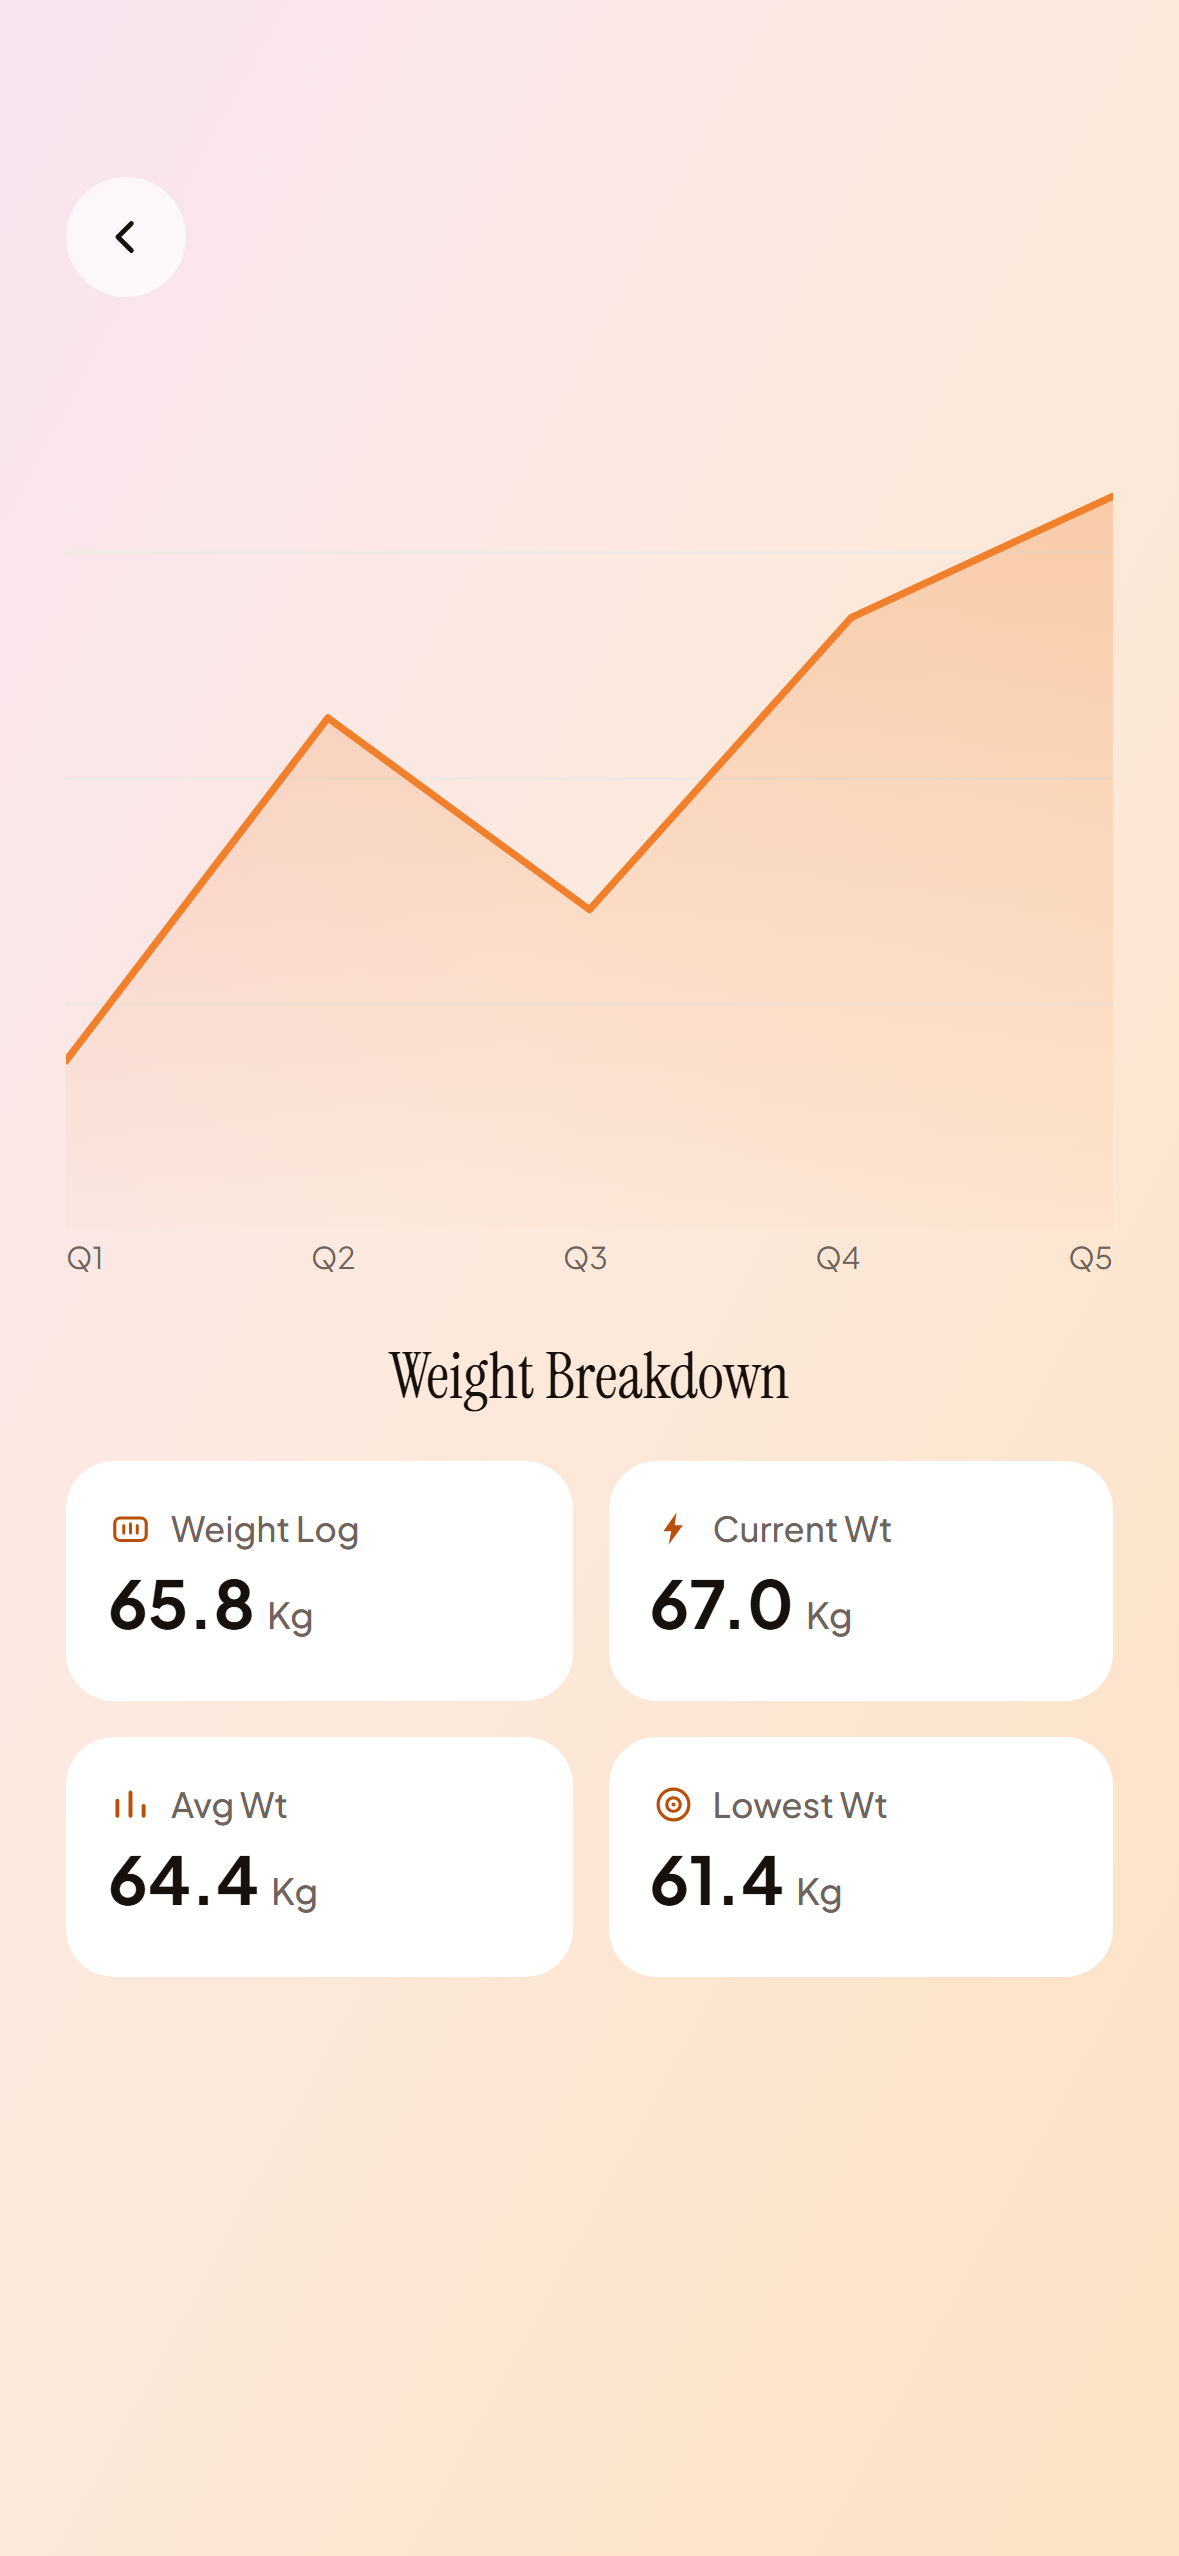 Q1 Q2 Q3 Q4 Q5
Weight Breakdown
Weight Log
65.8 Kg
Current Wt
67.0 Kg
Avg Wt
64.4 Kg
Lowest Wt
61.4 Kg